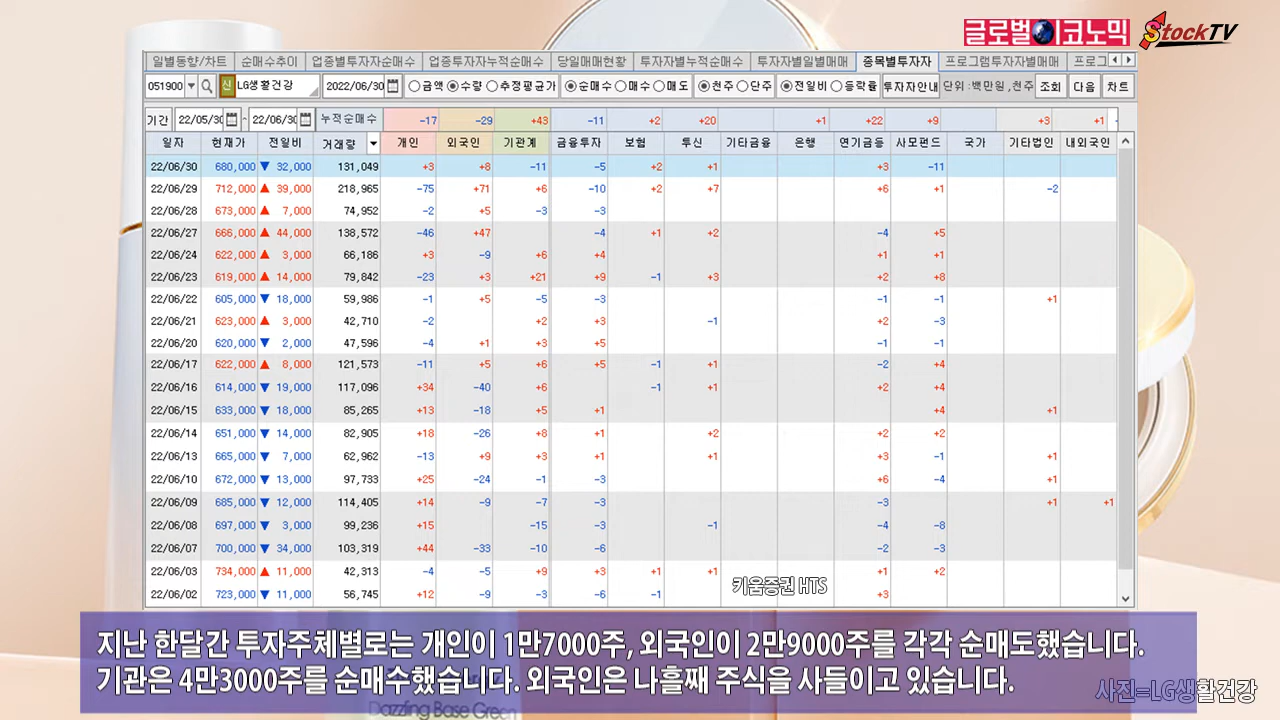 글로벌이코노믹 StockTV
일별동향/차트 순매수추이 업종별투자자순매수 업종투자자누적순매수 당일매매현황 투자자별누적순매수 투자자별일별매매 종목별투자자 프로그램투자자별매매 프로그
051900 신 LG생활건강 2022/06/30 금액 수량 추정평균가 순매수 매수 매도 천주 단주 전일비 등락률 투자자안내 단위:백만원,천주 조회 다음 차트
기간 22/05/30 ~ 22/06/30 누적순매수 -17 -29 +43 -11 +2 +20 +1 +22 +9 +3 +1
일자 현재가 전일비 거래량 개인 외국인 기관계 금융투자 보험 투신 기타금융 은행 연기금등 사모펀드 국가 기타법인 내외국인
22/06/30 680,000 ▼ 32,000 131,049 +3 +8 -11 -5 +2 +1 +3 -11
22/06/29 712,000 ▲ 39,000 218,965 -75 +71 +6 -10 +2 +7 +6 +1 -2
22/06/28 673,000 ▲ 7,000 74,952 -2 +5 -3 -3
22/06/27 666,000 ▲ 44,000 138,572 -46 +47 -4 +1 +2 -4 +5
22/06/24 622,000 ▲ 3,000 66,186 +3 -9 +6 +4 +1 +1
22/06/23 619,000 ▲ 14,000 79,842 -23 +3 +21 +9 -1 +3 +2 +8
22/06/22 605,000 ▼ 18,000 59,986 -1 +5 -5 -3 -1 -1 +1
22/06/21 623,000 ▲ 3,000 42,710 -2 +2 +3 -1 +2 -3
22/06/20 620,000 ▼ 2,000 47,596 -4 +1 +3 +5 -1 -1
22/06/17 622,000 ▲ 8,000 121,573 -11 +5 +6 +5 -1 +1 -2 +4
22/06/16 614,000 ▼ 19,000 117,096 +34 -40 +6 -1 +1 +2 +4
22/06/15 633,000 ▼ 18,000 85,265 +13 -18 +5 +1 +4 +1
22/06/14 651,000 ▼ 14,000 82,905 +18 -26 +8 +1 +2 +2 +2
22/06/13 665,000 ▼ 7,000 62,962 -13 +9 +3 +1 +1 +3 -1 +1
22/06/10 672,000 ▼ 13,000 97,733 +25 -24 -1 -3 +6 -4 +1
22/06/09 685,000 ▼ 12,000 114,405 +14 -9 -7 -3 -3 +1 +1
22/06/08 697,000 ▼ 3,000 99,236 +15 -15 -3 -1 -4 -8
22/06/07 700,000 ▼ 34,000 103,319 +44 -33 -10 -6 -2 -3
22/06/03 734,000 ▲ 11,000 42,313 -4 -5 +9 +3 +1 +1 +1 +2
22/06/02 723,000 ▼ 11,000 56,745 +12 -9 -3 -6 -1 +3
키움증권 HTS
지난 한달간 투자주체별로는 개인이 1만7000주, 외국인이 2만9000주를 각각 순매도했습니다.
기관은 4만3000주를 순매수했습니다. 외국인은 나흘째 주식을 사들이고 있습니다.
사진=LG생활건강
Dazzling Base Green